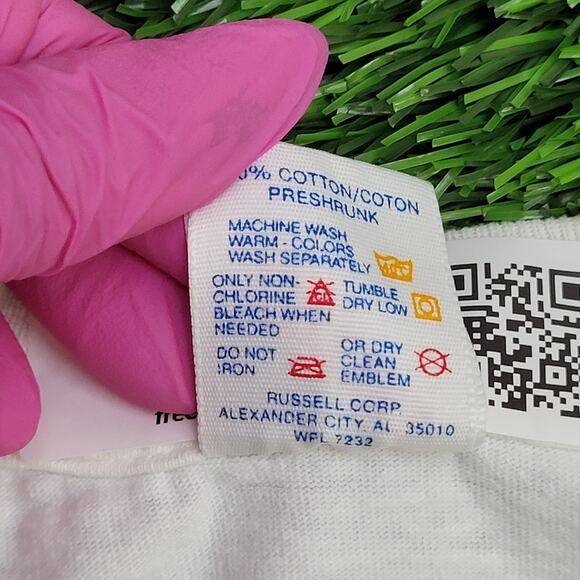 0% COTTON/COTON
PRESHRUNK
MACHINE WASH
WARM - COLORS
WASH SEPARATELY
ONLY NON-
CHLORINE
BLEACH WHEN
NEEDED
TUMBLE
DRY LOW
DO NOT
IRON
OR DRY
CLEAN
EMBLEM
RUSSELL CORP.
ALEXANDER CITY, AL 35010
WPL 7232